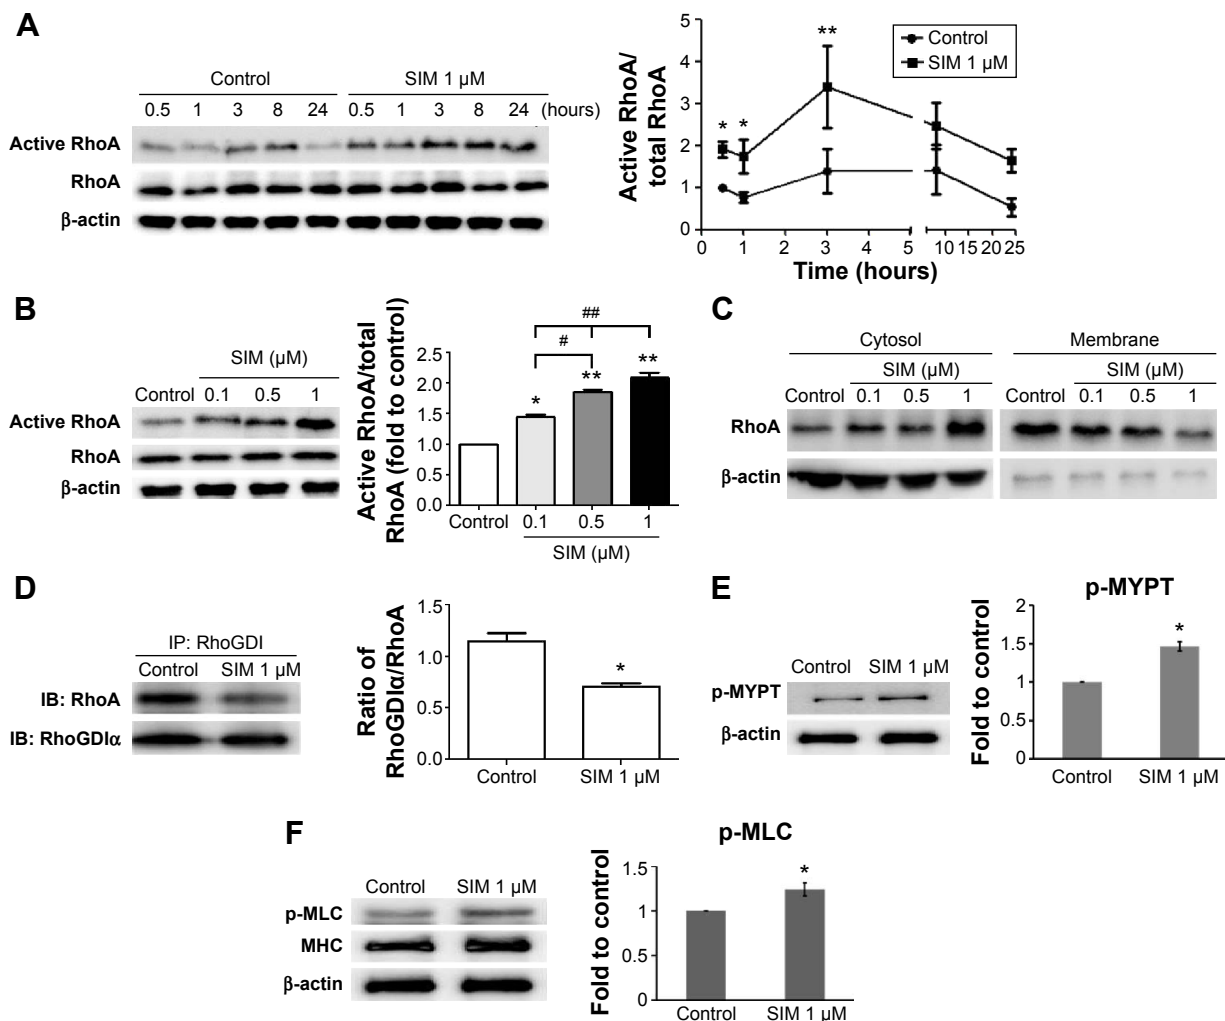 A
Control SIM 1 µM
0.5 1 3 8 24 0.5 1 3 8 24 (hours)
Active RhoA
RhoA
β-actin
Active RhoA/
total RhoA
5
4
3
2
1
0
** 
* *
Control
SIM 1 µM
0 1 2 3 4 5 10 15 20 25
Time (hours)
B
SIM (µM)
Control 0.1 0.5 1
Active RhoA
RhoA
β-actin
Active RhoA/total
RhoA (fold to control)
2.5
2.0
1.5
1.0
0.5
0.0
##
#
* ** **
Control 0.1 0.5 1
SIM (µM)
C
Cytosol Membrane
SIM (µM) SIM (µM)
Control 0.1 0.5 1 Control 0.1 0.5 1
RhoA
β-actin
D
IP: RhoGDI
Control SIM 1 µM
IB: RhoA
IB: RhoGDIα
Ratio of
RhoGDIα/RhoA
1.5
1.0
0.5
0.0
*
Control SIM 1 µM
E
Control SIM 1 µM
p-MYPT
β-actin
p-MYPT
Fold to control
2
1.5
1
0.5
0
*
Control SIM 1 µM
F
Control SIM 1 µM
p-MLC
MHC
β-actin
p-MLC
Fold to control
1.5
1
0.5
0
*
Control SIM 1 µM